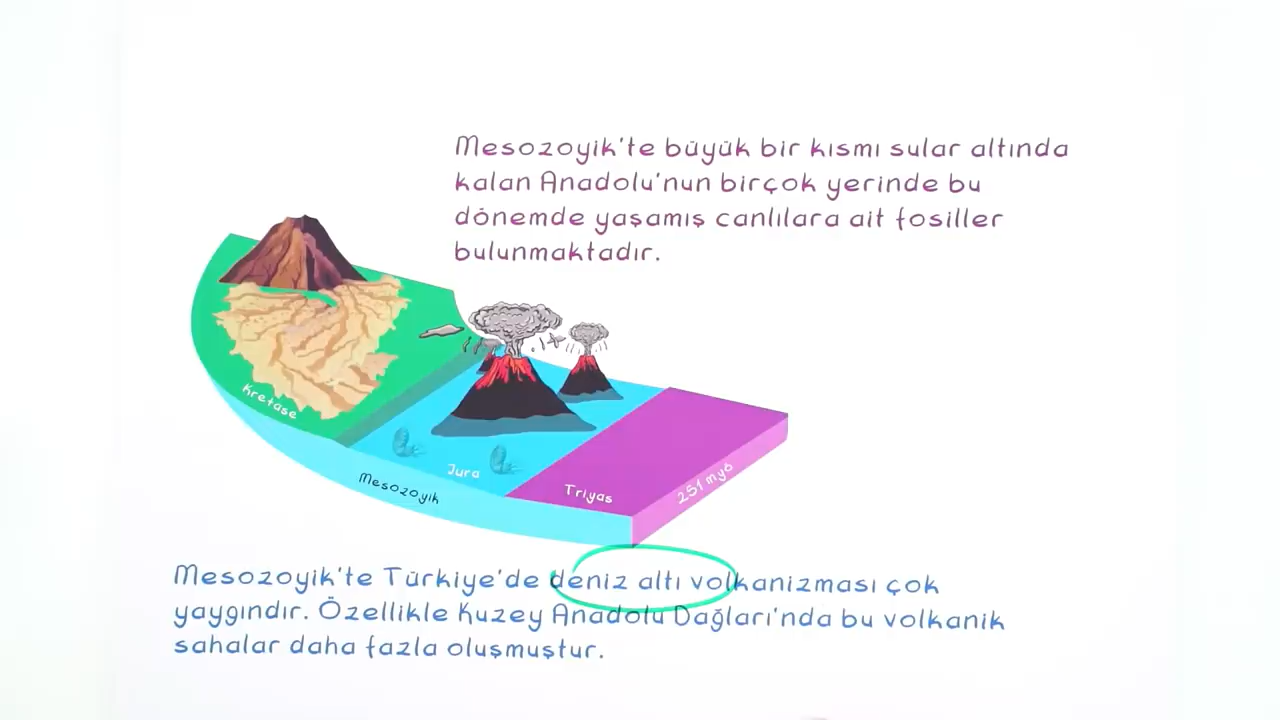 Mesozoyik'te büyük bir kısmı sular altında
kalan Anadolu'nun birçok yerinde bu
dönemde yaşamış canlılara ait fosiller
bulunmaktadır.
Kretase
Jura
Triyas
Mesozoyik
251 myö
Mesozoyik'te Türkiye'de deniz altı volkanizması çok
yaygındır. Özellikle Kuzey Anadolu Dağları'nda bu volkanik
sahalar daha fazla oluşmuştur.